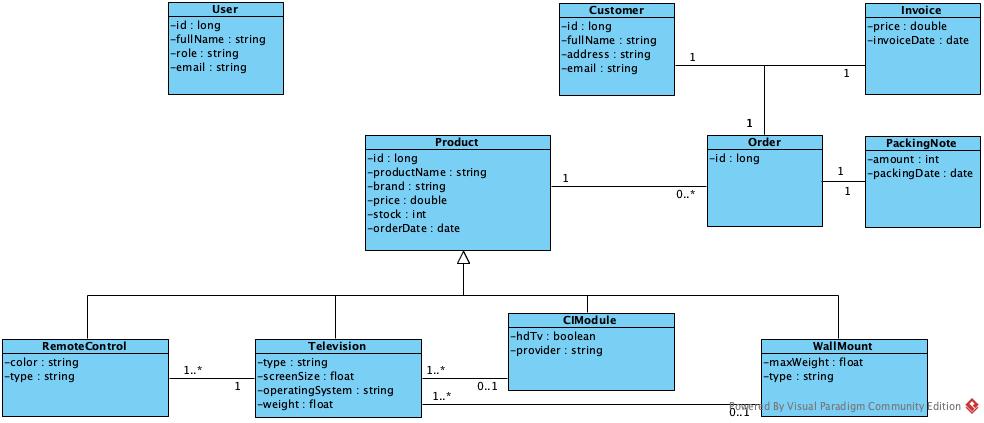 User
-id : long
-fullName : string
-role : string
-email : string
Customer
-id : long
-fullName : string
-address : string
-email : string
Invoice
-price : double
-invoiceDate : date
1
1
1
Product
-id : long
-productName : string
-brand : string
-price : double
-stock : int
-orderDate : date
Order
-id : long
PackingNote
-amount : int
-packingDate : date
1
0..*
1
1
RemoteControl
-color : string
-type : string
Television
-type : string
-screenSize : float
-operatingSystem : string
-weight : float
CIModule
-hdTv : boolean
-provider : string
WallMount
-maxWeight : float
-type : string
1..*
1
1..*
0..1
1..*
0..1
Powered By Visual Paradigm Community Edition